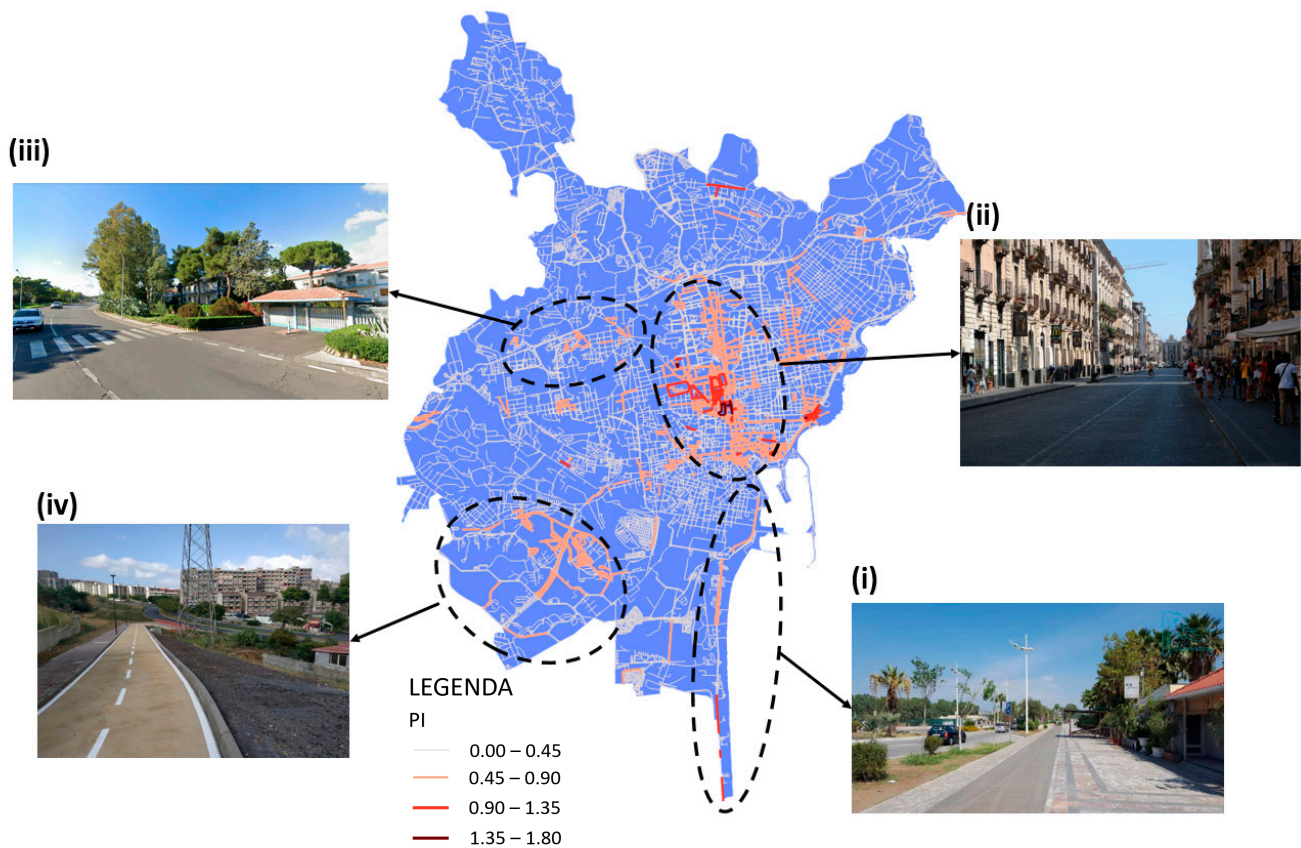 (iii)
(ii)
(iv)
(i)
LEGENDA
PI
0.00 – 0.45
0.45 – 0.90
0.90 – 1.35
1.35 – 1.80